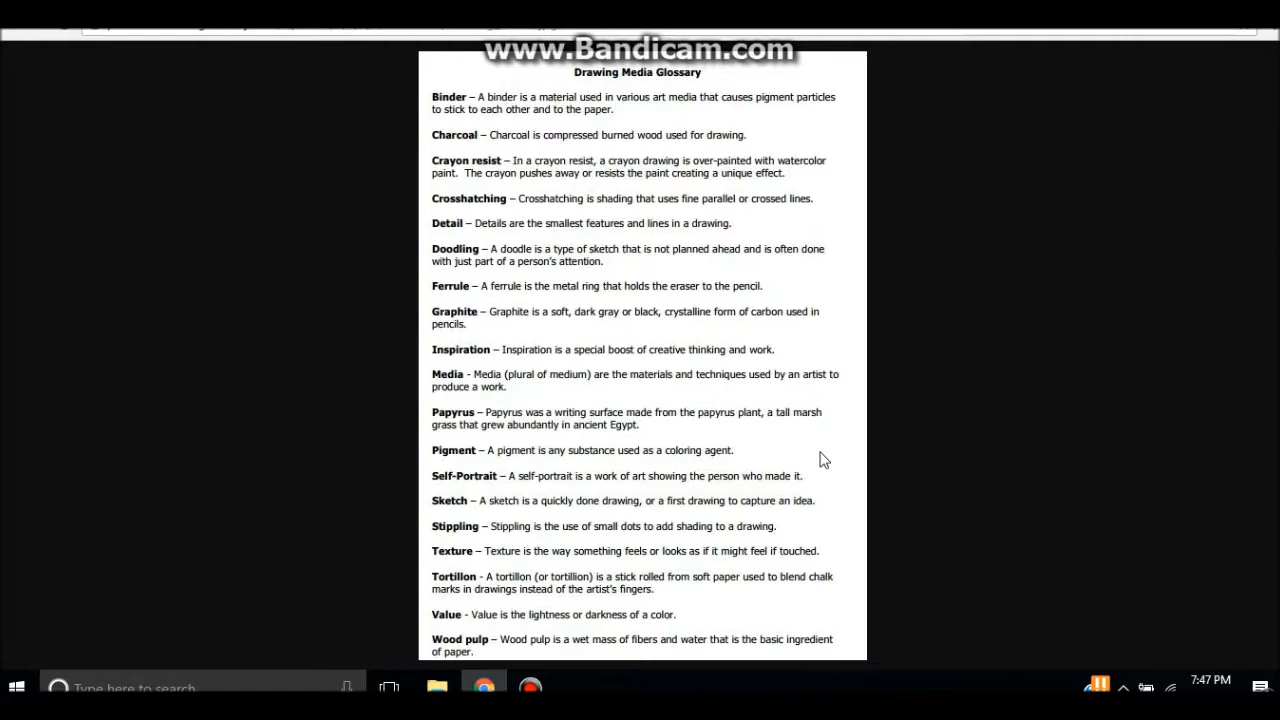 www.Bandicam.com
Drawing Media Glossary
Binder – A binder is a material used in various art media that causes pigment particles
to stick to each other and to the paper.
Charcoal – Charcoal is compressed burned wood used for drawing.
Crayon resist – In a crayon resist, a crayon drawing is over-painted with watercolor
paint.  The crayon pushes away or resists the paint creating a unique effect.
Crosshatching – Crosshatching is shading that uses fine parallel or crossed lines.
Detail – Details are the smallest features and lines in a drawing.
Doodling – A doodle is a type of sketch that is not planned ahead and is often done
with just part of a person's attention.
Ferrule – A ferrule is the metal ring that holds the eraser to the pencil.
Graphite – Graphite is a soft, dark gray or black, crystalline form of carbon used in
pencils.
Inspiration – Inspiration is a special boost of creative thinking and work.
Media - Media (plural of medium) are the materials and techniques used by an artist to
produce a work.
Papyrus – Papyrus was a writing surface made from the papyrus plant, a tall marsh
grass that grew abundantly in ancient Egypt.
Pigment – A pigment is any substance used as a coloring agent.
Self-Portrait – A self-portrait is a work of art showing the person who made it.
Sketch – A sketch is a quickly done drawing, or a first drawing to capture an idea.
Stippling – Stippling is the use of small dots to add shading to a drawing.
Texture – Texture is the way something feels or looks as if it might feel if touched.
Tortillon - A tortillon (or tortillion) is a stick rolled from soft paper used to blend chalk
marks in drawings instead of the artist's fingers.
Value - Value is the lightness or darkness of a color.
Wood pulp – Wood pulp is a wet mass of fibers and water that is the basic ingredient
of paper.
Type here to search
7:47 PM